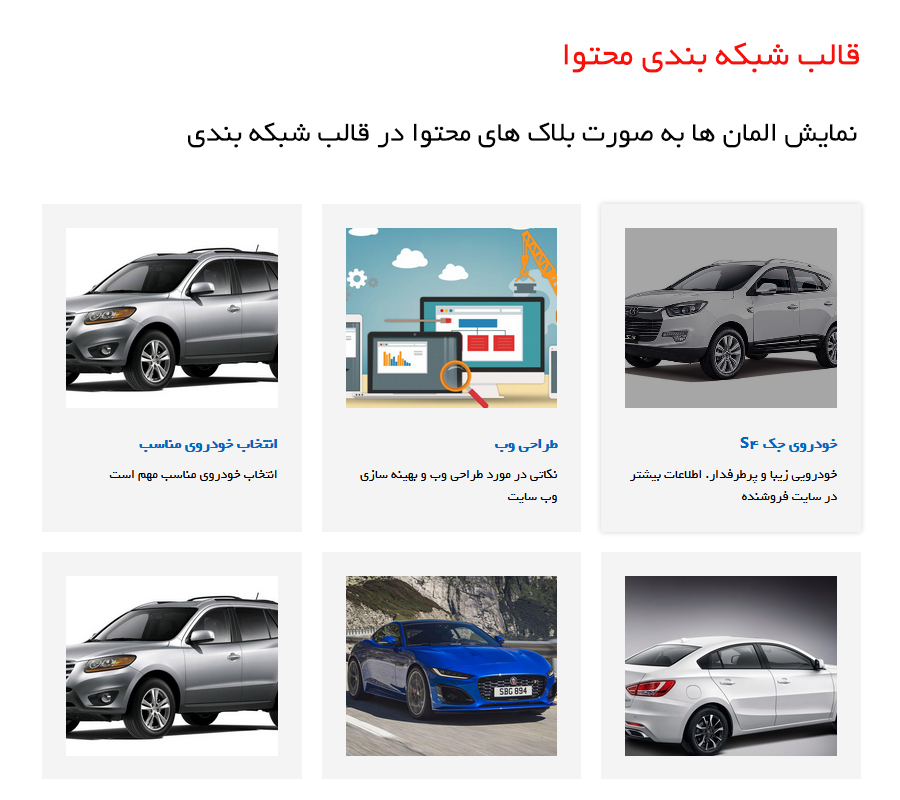 قالب شبکه بندی محتوا
نمایش المان ها به صورت بلاک های محتوا در قالب شبکه بندی
خودروی جک S۴
خودرویی زیبا و پرطرفدار. اطلاعات بیشتر
در سایت فروشنده
طراحی وب
نکاتی در مورد طراحی وب و بهینه سازی
وب سایت
انتخاب خودروی مناسب
انتخاب خودروی مناسب مهم است
SBG 894